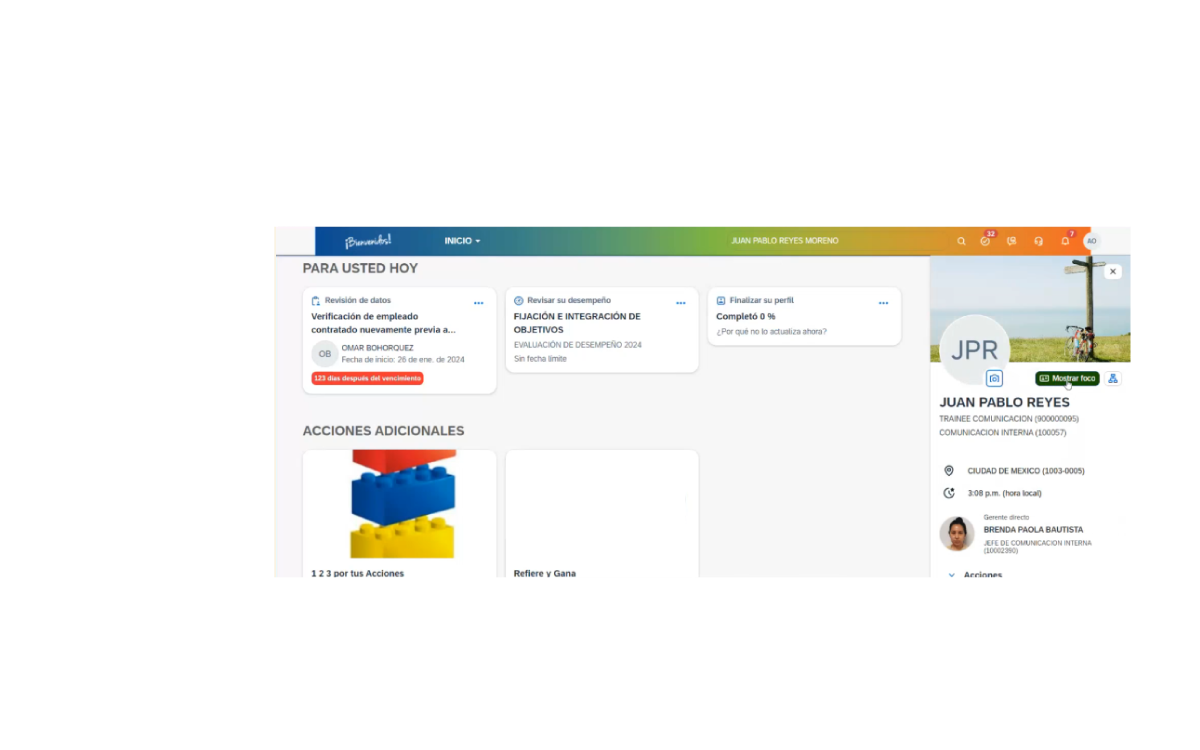 ¡Bienvenid@s!
INICIO
JUAN PABLO REYES MORENO
32
7
AO
PARA USTED HOY
Revisión de datos
Verificación de empleado
contratado nuevamente previa a...
OB
OMAR BOHORQUEZ
Fecha de inicio: 26 de ene. de 2024
123 días después del vencimiento
Revisar su desempeño
FIJACIÓN E INTEGRACIÓN DE
OBJETIVOS
EVALUACIÓN DE DESEMPEÑO 2024
Sin fecha límite
Finalizar su perfil
Completó 0 %
¿Por qué no lo actualiza ahora?
ACCIONES ADICIONALES
1 2 3 por tus Acciones
Refiere y Gana
JPR
Mostrar foco
JUAN PABLO REYES
TRAINEE COMUNICACION (900000095)
COMUNICACION INTERNA (100057)
CIUDAD DE MEXICO (1003-0005)
3:08 p.m. (hora local)
Gerente directo
BRENDA PAOLA BAUTISTA
JEFE DE COMUNICACION INTERNA
(10002390)
Acciones